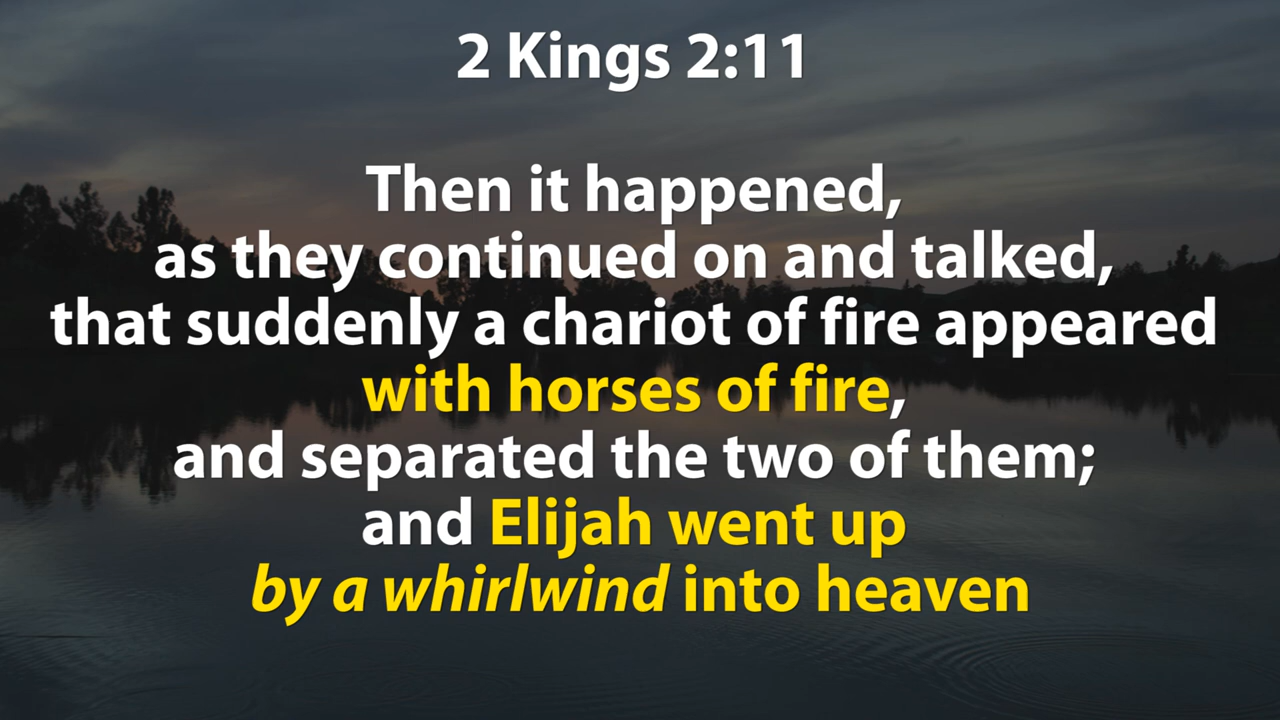 2 Kings 2:11
Then it happened,
as they continued on and talked,
that suddenly a chariot of fire appeared
with horses of fire,
and separated the two of them;
and Elijah went up
by a whirlwind into heaven